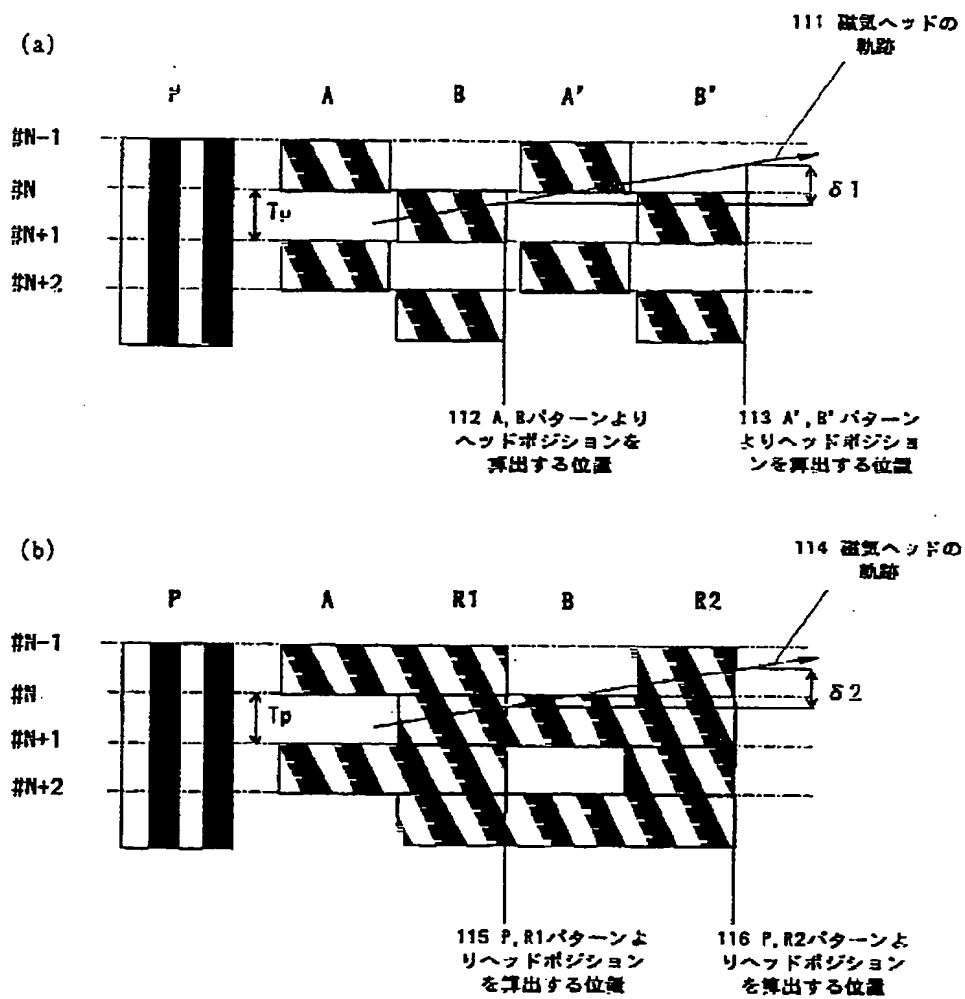 (a)
111 磁気ヘッドの
軌跡
P A B A' B'
#N-1
#N
#N+1
#N+2
Tp
δ1
112 A,Bパターンより
ヘッドポジションを
算出する位置
113 A',B'パターン
よりヘッドポジショ
ンを算出する位置
(b)
114 磁気ヘッドの
軌跡
P A R1 B R2
#N-1
#N
#N+1
#N+2
Tp
δ2
115 P,R1パターンよ
りヘッドポジション
を算出する位置
116 P,R2パターンよ
りヘッドポジション
を算出する位置